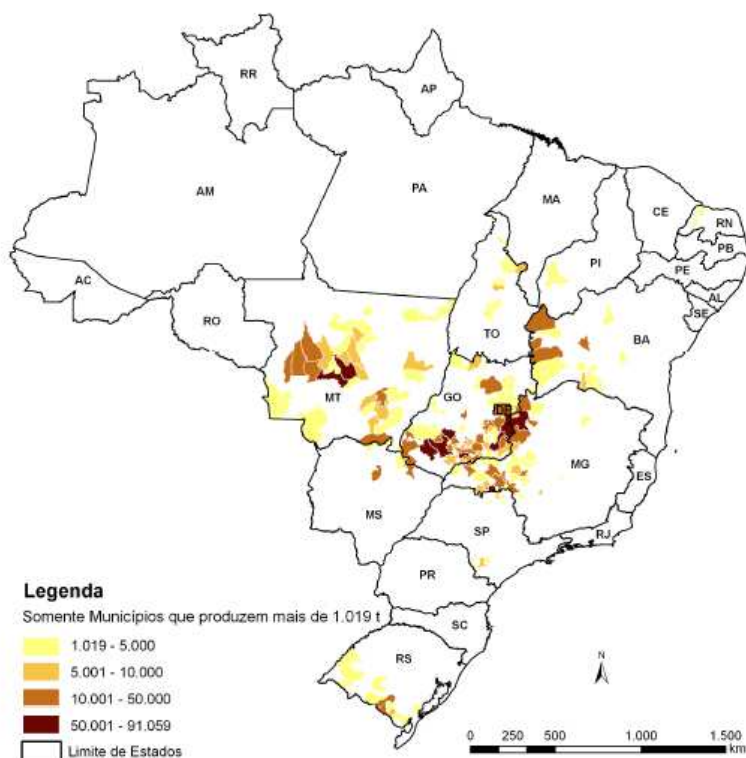 RR
AP
AM
PA
MA
CE
RN
PB
PE
AL
SE
PI
AC
RO
TO
BA
MT
GO
DF
MG
ES
MS
SP
RJ
PR
SC
RS
Legenda
Somente Municípios que produzem mais de 1.019 t
1.019 - 5.000
5.001 - 10.000
10.001 - 50.000
50.001 - 91.059
Limite de Estados
N
0 250 500 1.000 1.500
km